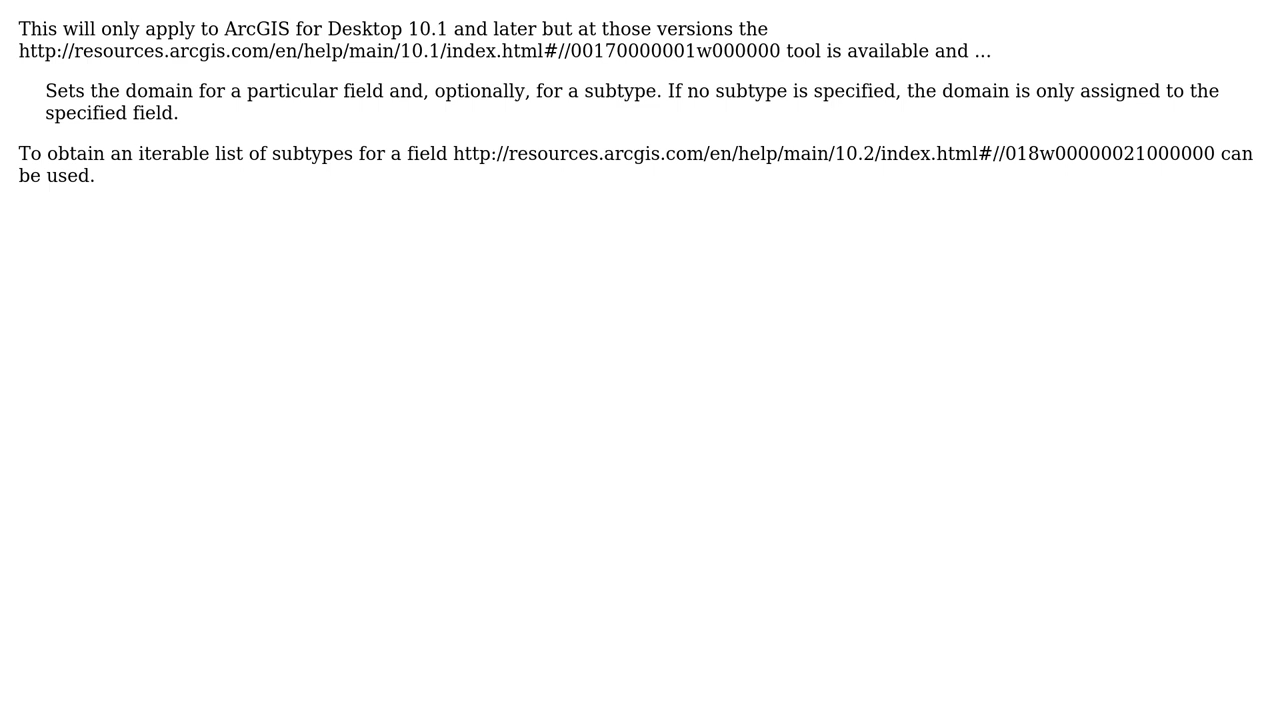 This will only apply to ArcGIS for Desktop 10.1 and later but at those versions the
http://resources.arcgis.com/en/help/main/10.1/index.html#//00170000001w000000 tool is available and ...
Sets the domain for a particular field and, optionally, for a subtype. If no subtype is specified, the domain is only assigned to the
specified field.
To obtain an iterable list of subtypes for a field http://resources.arcgis.com/en/help/main/10.2/index.html#//018w00000021000000 can
be used.